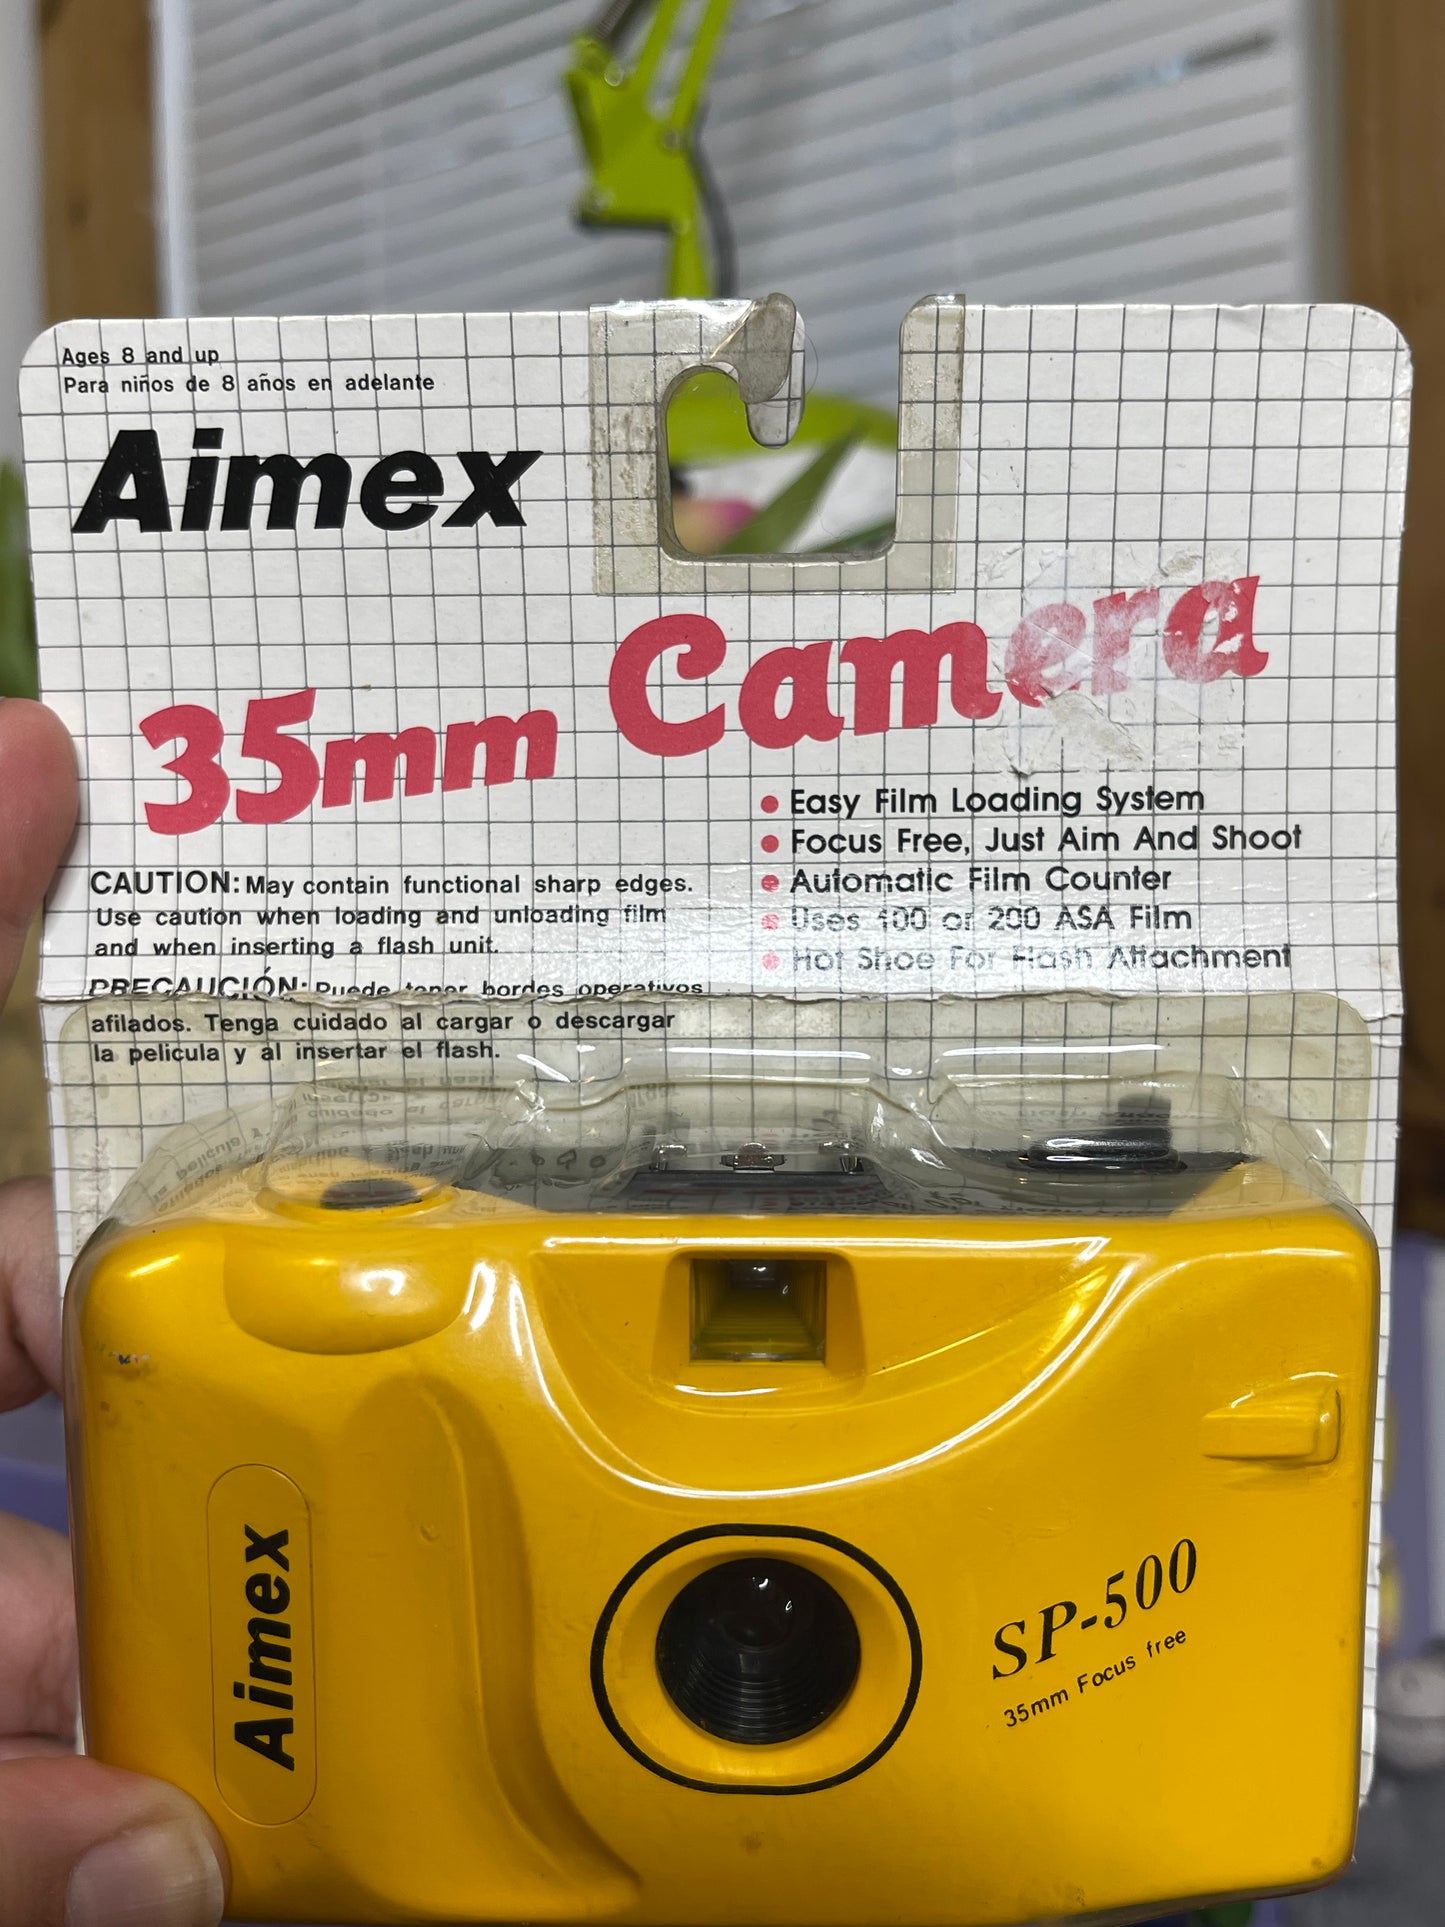 Ages 8 and up
Para niños de 8 años en adelante
Aimex
35mm Camera
• Easy Film Loading System
• Focus Free, Just Aim And Shoot
• Automatic Film Counter
• Uses 100 or 200 ASA Film
• Hot Shoe For Flash Attachment
CAUTION: May contain functional sharp edges.
Use caution when loading and unloading film
and when inserting a flash unit.
PRECAUCIÓN: Puede tener bordes operativos
afilados. Tenga cuidado al cargar o descargar
la pelicula y al insertar el flash.
Aimex
SP-500
35mm Focus free